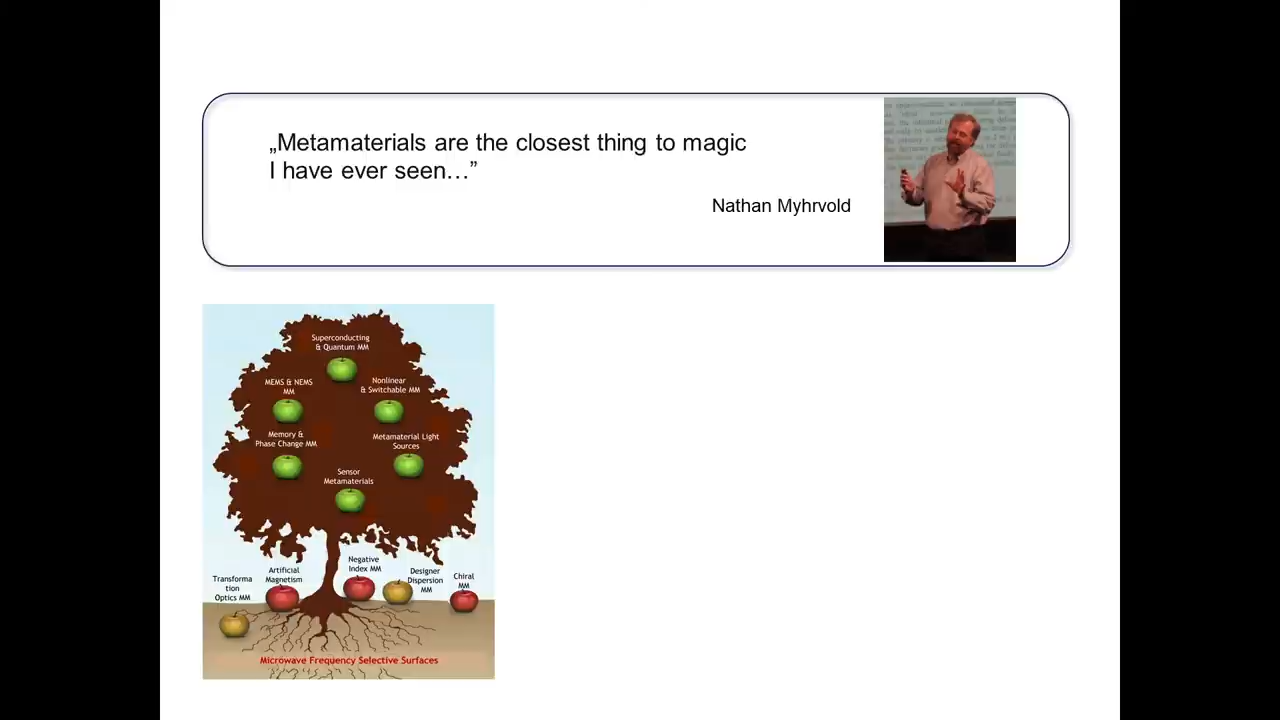 „Metamaterials are the closest thing to magic
I have ever seen…”
Nathan Myhrvold
Superconducting
& Quantum MM
MEMS & NEMS
MM
Nonlinear
& Switchable MM
Memory &
Phase Change MM
Metamaterial Light
Sources
Sensor
Metamaterials
Transforma
tion
Optics MM
Artificial
Magnetism
Negative
Index MM
Designer
Dispersion
MM
Chiral
MM
Microwave Frequency Selective Surfaces